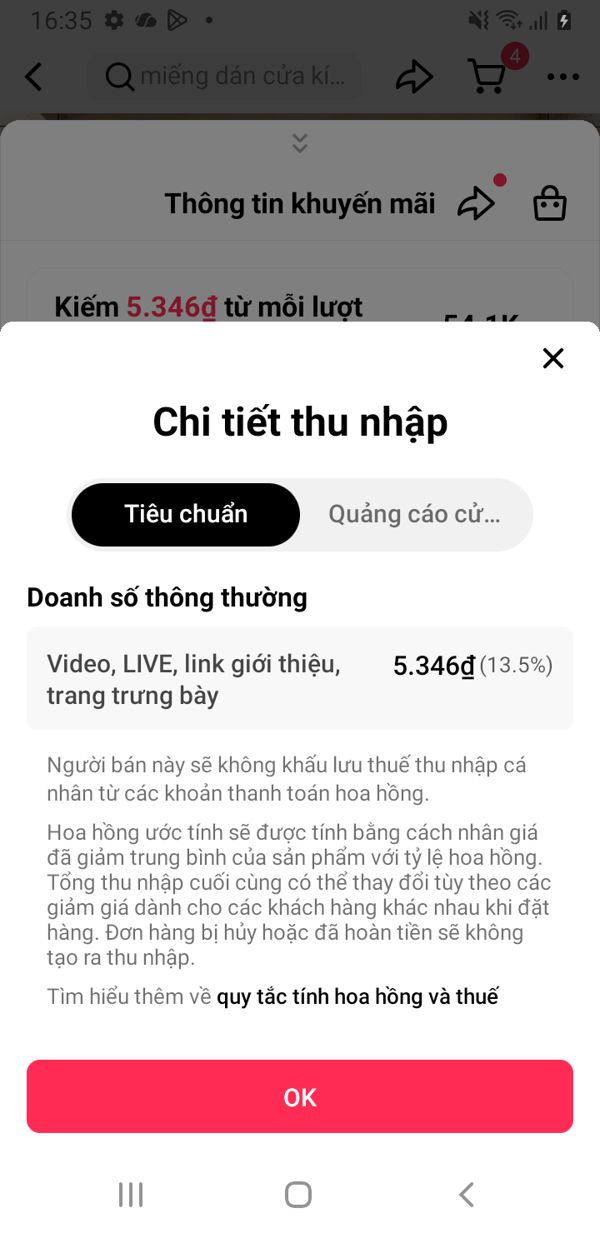 16:35
4
miếng dán cửa kí...
Thông tin khuyến mãi
Kiếm 5.346₫ từ mỗi lượt
54.1K
Chi tiết thu nhập
Tiêu chuẩn
Quảng cáo cử...
Doanh số thông thường
Video, LIVE, link giới thiệu,
5.346₫ (13.5%)
trang trưng bày
Người bán này sẽ không khấu lưu thuế thu nhập cá
nhân từ các khoản thanh toán hoa hồng.
Hoa hồng ước tính sẽ được tính bằng cách nhân giá
đã giảm trung bình của sản phẩm với tỷ lệ hoa hồng.
Tổng thu nhập cuối cùng có thể thay đổi tùy theo các
giảm giá dành cho các khách hàng khác nhau khi đặt
hàng. Đơn hàng bị hủy hoặc đã hoàn tiền sẽ không
tạo ra thu nhập.
Tìm hiểu thêm về quy tắc tính hoa hồng và thuế
OK